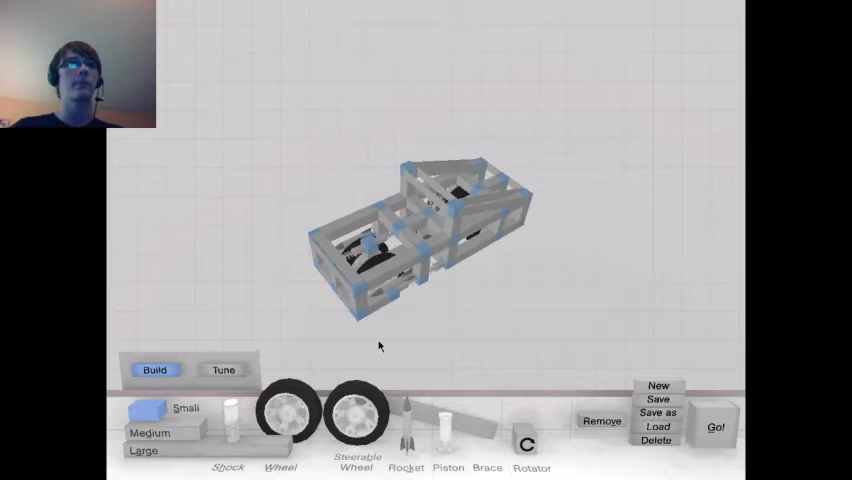 Build Tune
Small
Medium
Large
Shock Wheel Steerable Wheel Rocket Piston Brace Rotator
C
Remove
New
Save
Save as
Load
Delete
Go!